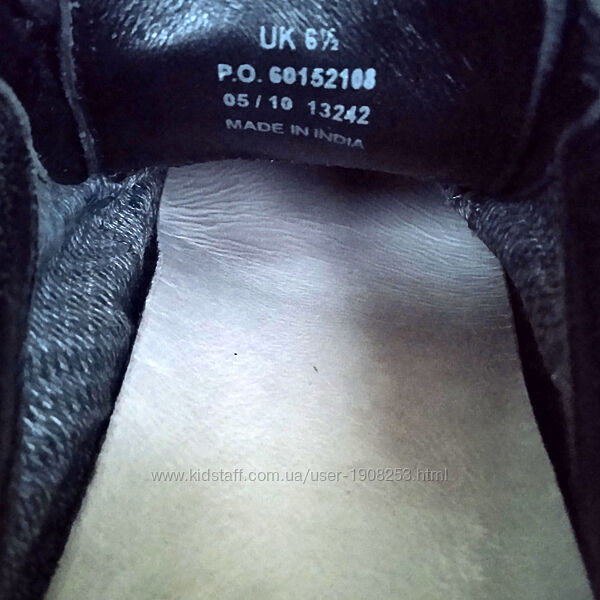 UK 6½
P.O. 60152108
05/10 13242
MADE IN INDIA
www.kidstaff.com.ua/user-1908253.html